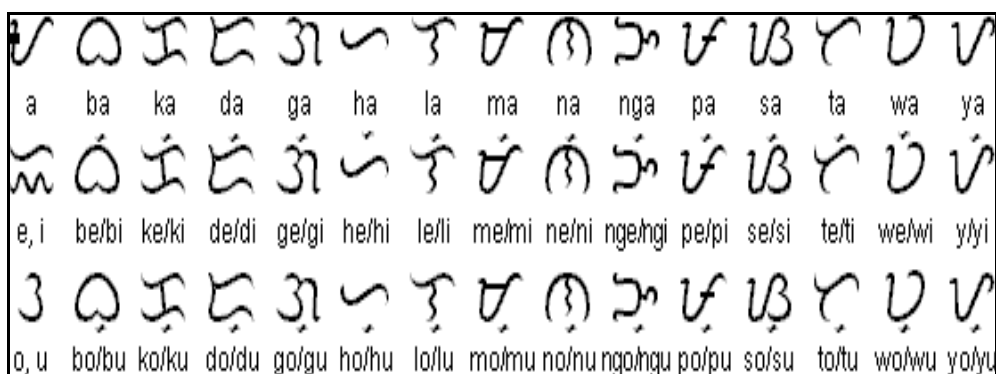 ᜀ ᜊ ᜃ ᜇ ᜄ ᜑ ᜎ ᜋ ᜈ ᜅ ᜉ ᜐ ᜆ ᜏ ᜌ
a ba ka da ga ha la ma na nga pa sa ta wa ya
ᜁ ᜊᜒ ᜃᜒ ᜇᜒ ᜄᜒ ᜑᜒ ᜎᜒ ᜋᜒ ᜈᜒ ᜅᜒ ᜉᜒ ᜐᜒ ᜆᜒ ᜏᜒ ᜌᜒ
e, i be/bi ke/ki de/di ge/gi he/hi le/li me/mi ne/ni nge/ngi pe/pi se/si te/ti we/wi y/yi
ᜂ ᜊᜓ ᜃᜓ ᜇᜓ ᜄᜓ ᜑᜓ ᜎᜓ ᜋᜓ ᜈᜓ ᜅᜓ ᜉᜓ ᜐᜓ ᜆᜓ ᜏᜓ ᜌᜓ
o, u bo/bu ko/ku do/du go/gu ho/hu lo/lu mo/mu no/nu ngo/ngu po/pu so/su to/tu wo/wu yo/yu